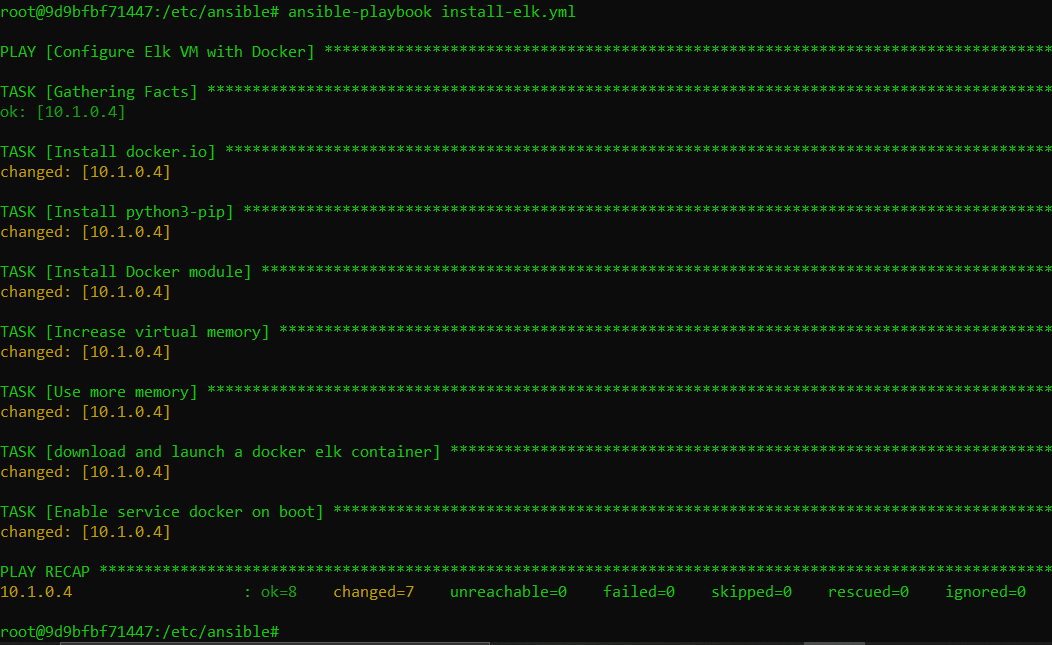 root@9d9bfbf71447:/etc/ansible# ansible-playbook install-elk.yml
PLAY [Configure Elk VM with Docker] *********************************************************************************
TASK [Gathering Facts] **********************************************************************************************
ok: [10.1.0.4]
TASK [Install docker.io] ********************************************************************************************
changed: [10.1.0.4]
TASK [Install python3-pip] ******************************************************************************************
changed: [10.1.0.4]
TASK [Install Docker module] ****************************************************************************************
changed: [10.1.0.4]
TASK [Increase virtual memory] **************************************************************************************
changed: [10.1.0.4]
TASK [Use more memory] **********************************************************************************************
changed: [10.1.0.4]
TASK [download and launch a docker elk container] *******************************************************************
changed: [10.1.0.4]
TASK [Enable service docker on boot] ********************************************************************************
changed: [10.1.0.4]
PLAY RECAP **********************************************************************************************************
10.1.0.4                   : ok=8    changed=7    unreachable=0    failed=0    skipped=0    rescued=0    ignored=0
root@9d9bfbf71447:/etc/ansible#